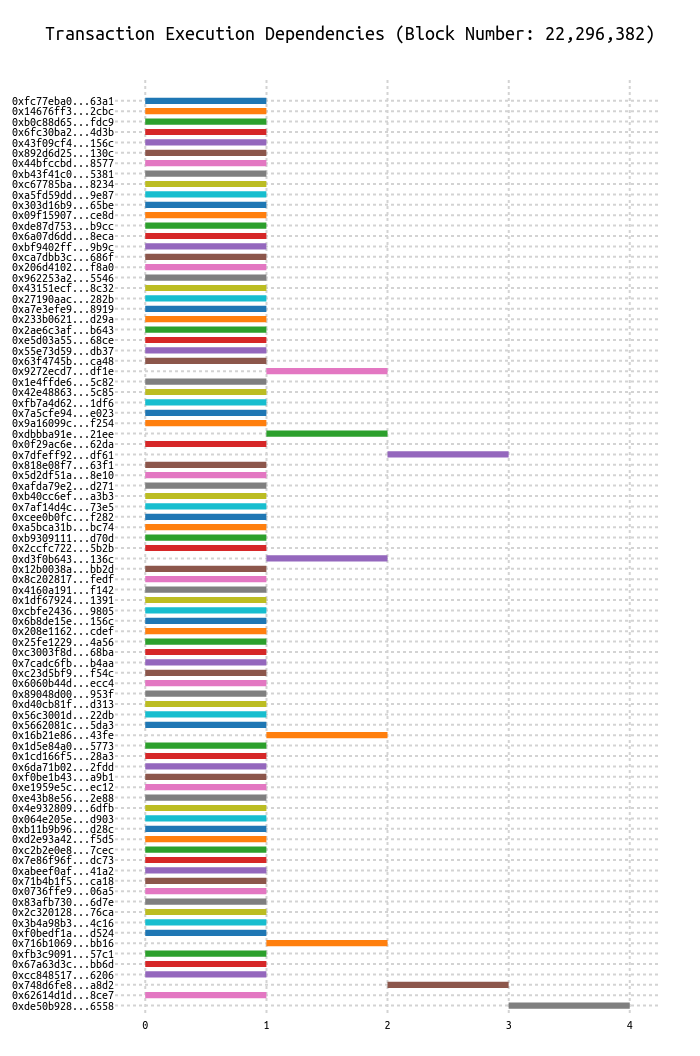 Transaction Execution Dependencies (Block Number: 22,296,382)
0xfc77eba0...63a1
0x14676ff3...2cbc
0xb0c88d65...fdc9
0x6fc30ba2...4d3b
0x43f09cf4...156c
0x892d6d25...130c
0x44bfccbd...8577
0xb43f41c0...5381
0xc67785ba...8234
0xa5fd59dd...9e87
0x303d16b9...65be
0x09f15907...ce8d
0xde87d753...b9cc
0x6a07d6dd...8eca
0xbf9402ff...9b9c
0xca7dbb3c...686f
0x206d4102...f8a0
0x962253a2...5546
0x43151ecf...8c32
0x27190aac...282b
0xa7e3efe9...8919
0x233b0621...d29a
0x2ae6c3af...b643
0xe5d03a55...68ce
0x55e73d59...db37
0x63f4745b...ca48
0x9272ecd7...df1e
0x1e4ffde6...5c82
0x42e48863...5c85
0xfb7a4d62...1df6
0x7a5cfe94...e023
0x9a16099c...f254
0xdbbba91e...21ee
0x0f29ac6e...62da
0x7dfeff92...df61
0x818e08f7...63f1
0x5d2df51a...8e10
0xafda79e2...d271
0xb40cc6ef...a3b3
0x7af14d4c...73e5
0xcee0b0fc...f282
0xa5bca31b...bc74
0xb9309111...d70d
0x2ccfc722...5b2b
0xd3f0b643...136c
0x12b0038a...bb2d
0x8c202817...fedf
0x4160a191...f142
0x1df67924...1391
0xcbfe2436...9805
0x6b8de15e...156c
0x208e1162...cdef
0x25fe1229...4a56
0xc3003f8d...68ba
0x7cadc6fb...b4aa
0xc23d5bf9...f54c
0x6060b44d...ecc4
0x89048d00...953f
0xd40cb81f...d313
0x56c3001d...22db
0x5662081c...5da3
0x16b21e86...43fe
0x1d5e84a0...5773
0x1cd166f5...28a3
0x6da71b02...2fdd
0xf0be1b43...a9b1
0xe1959e5c...ec12
0xe43b8e56...2e88
0x4e932809...6dfb
0x064e205e...d903
0xb11b9b96...d28c
0xd2e93a42...f5d5
0xc2b2e0e8...7cec
0x7e86f96f...dc73
0xabeef0af...41a2
0x71b4b1f5...ca18
0x0736ffe9...06a5
0x83afb730...6d7e
0x2c320128...76ca
0x3b4a98b3...4c16
0xf0bedf1a...d524
0x716b1069...bb16
0xfb3c9091...57c1
0x67a63d3c...bb6d
0xcc848517...6206
0x748d6fe8...a8d2
0x62614d1d...8ce7
0xde50b928...6558
0 1 2 3 4